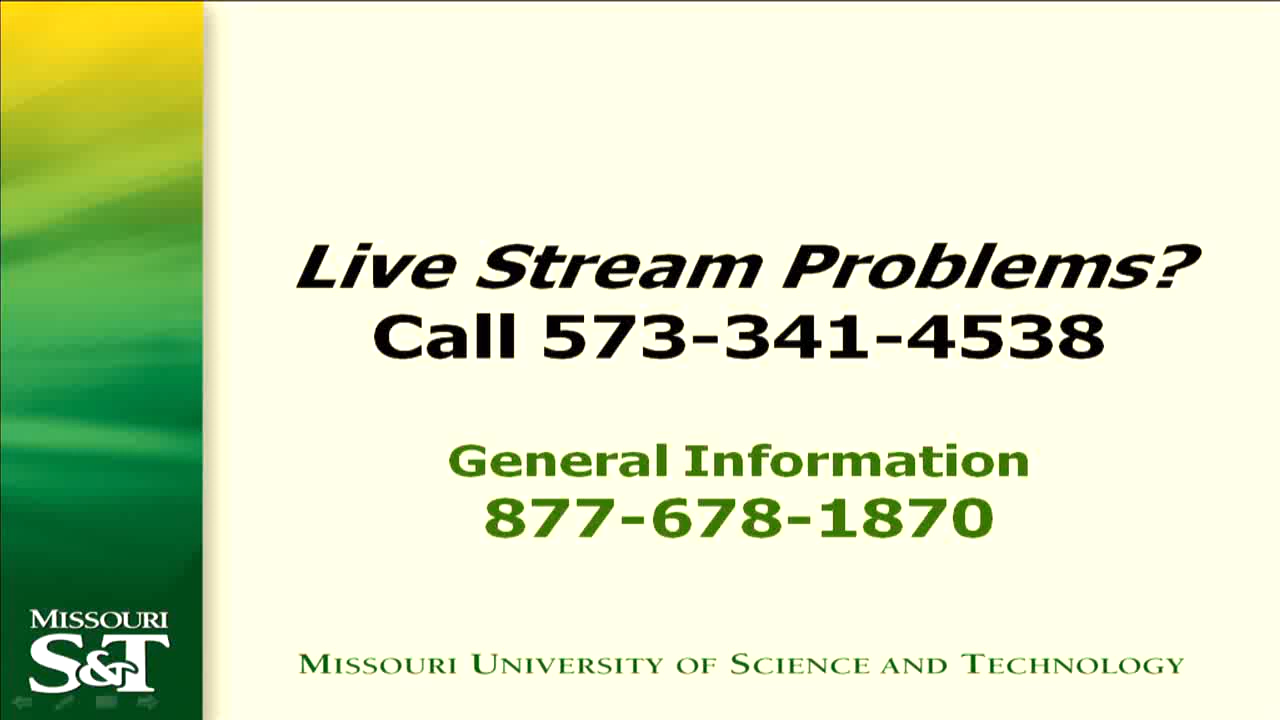 Live Stream Problems?
Call 573-341-4538
General Information
877-678-1870
MISSOURI
S&T
MISSOURI UNIVERSITY OF SCIENCE AND TECHNOLOGY